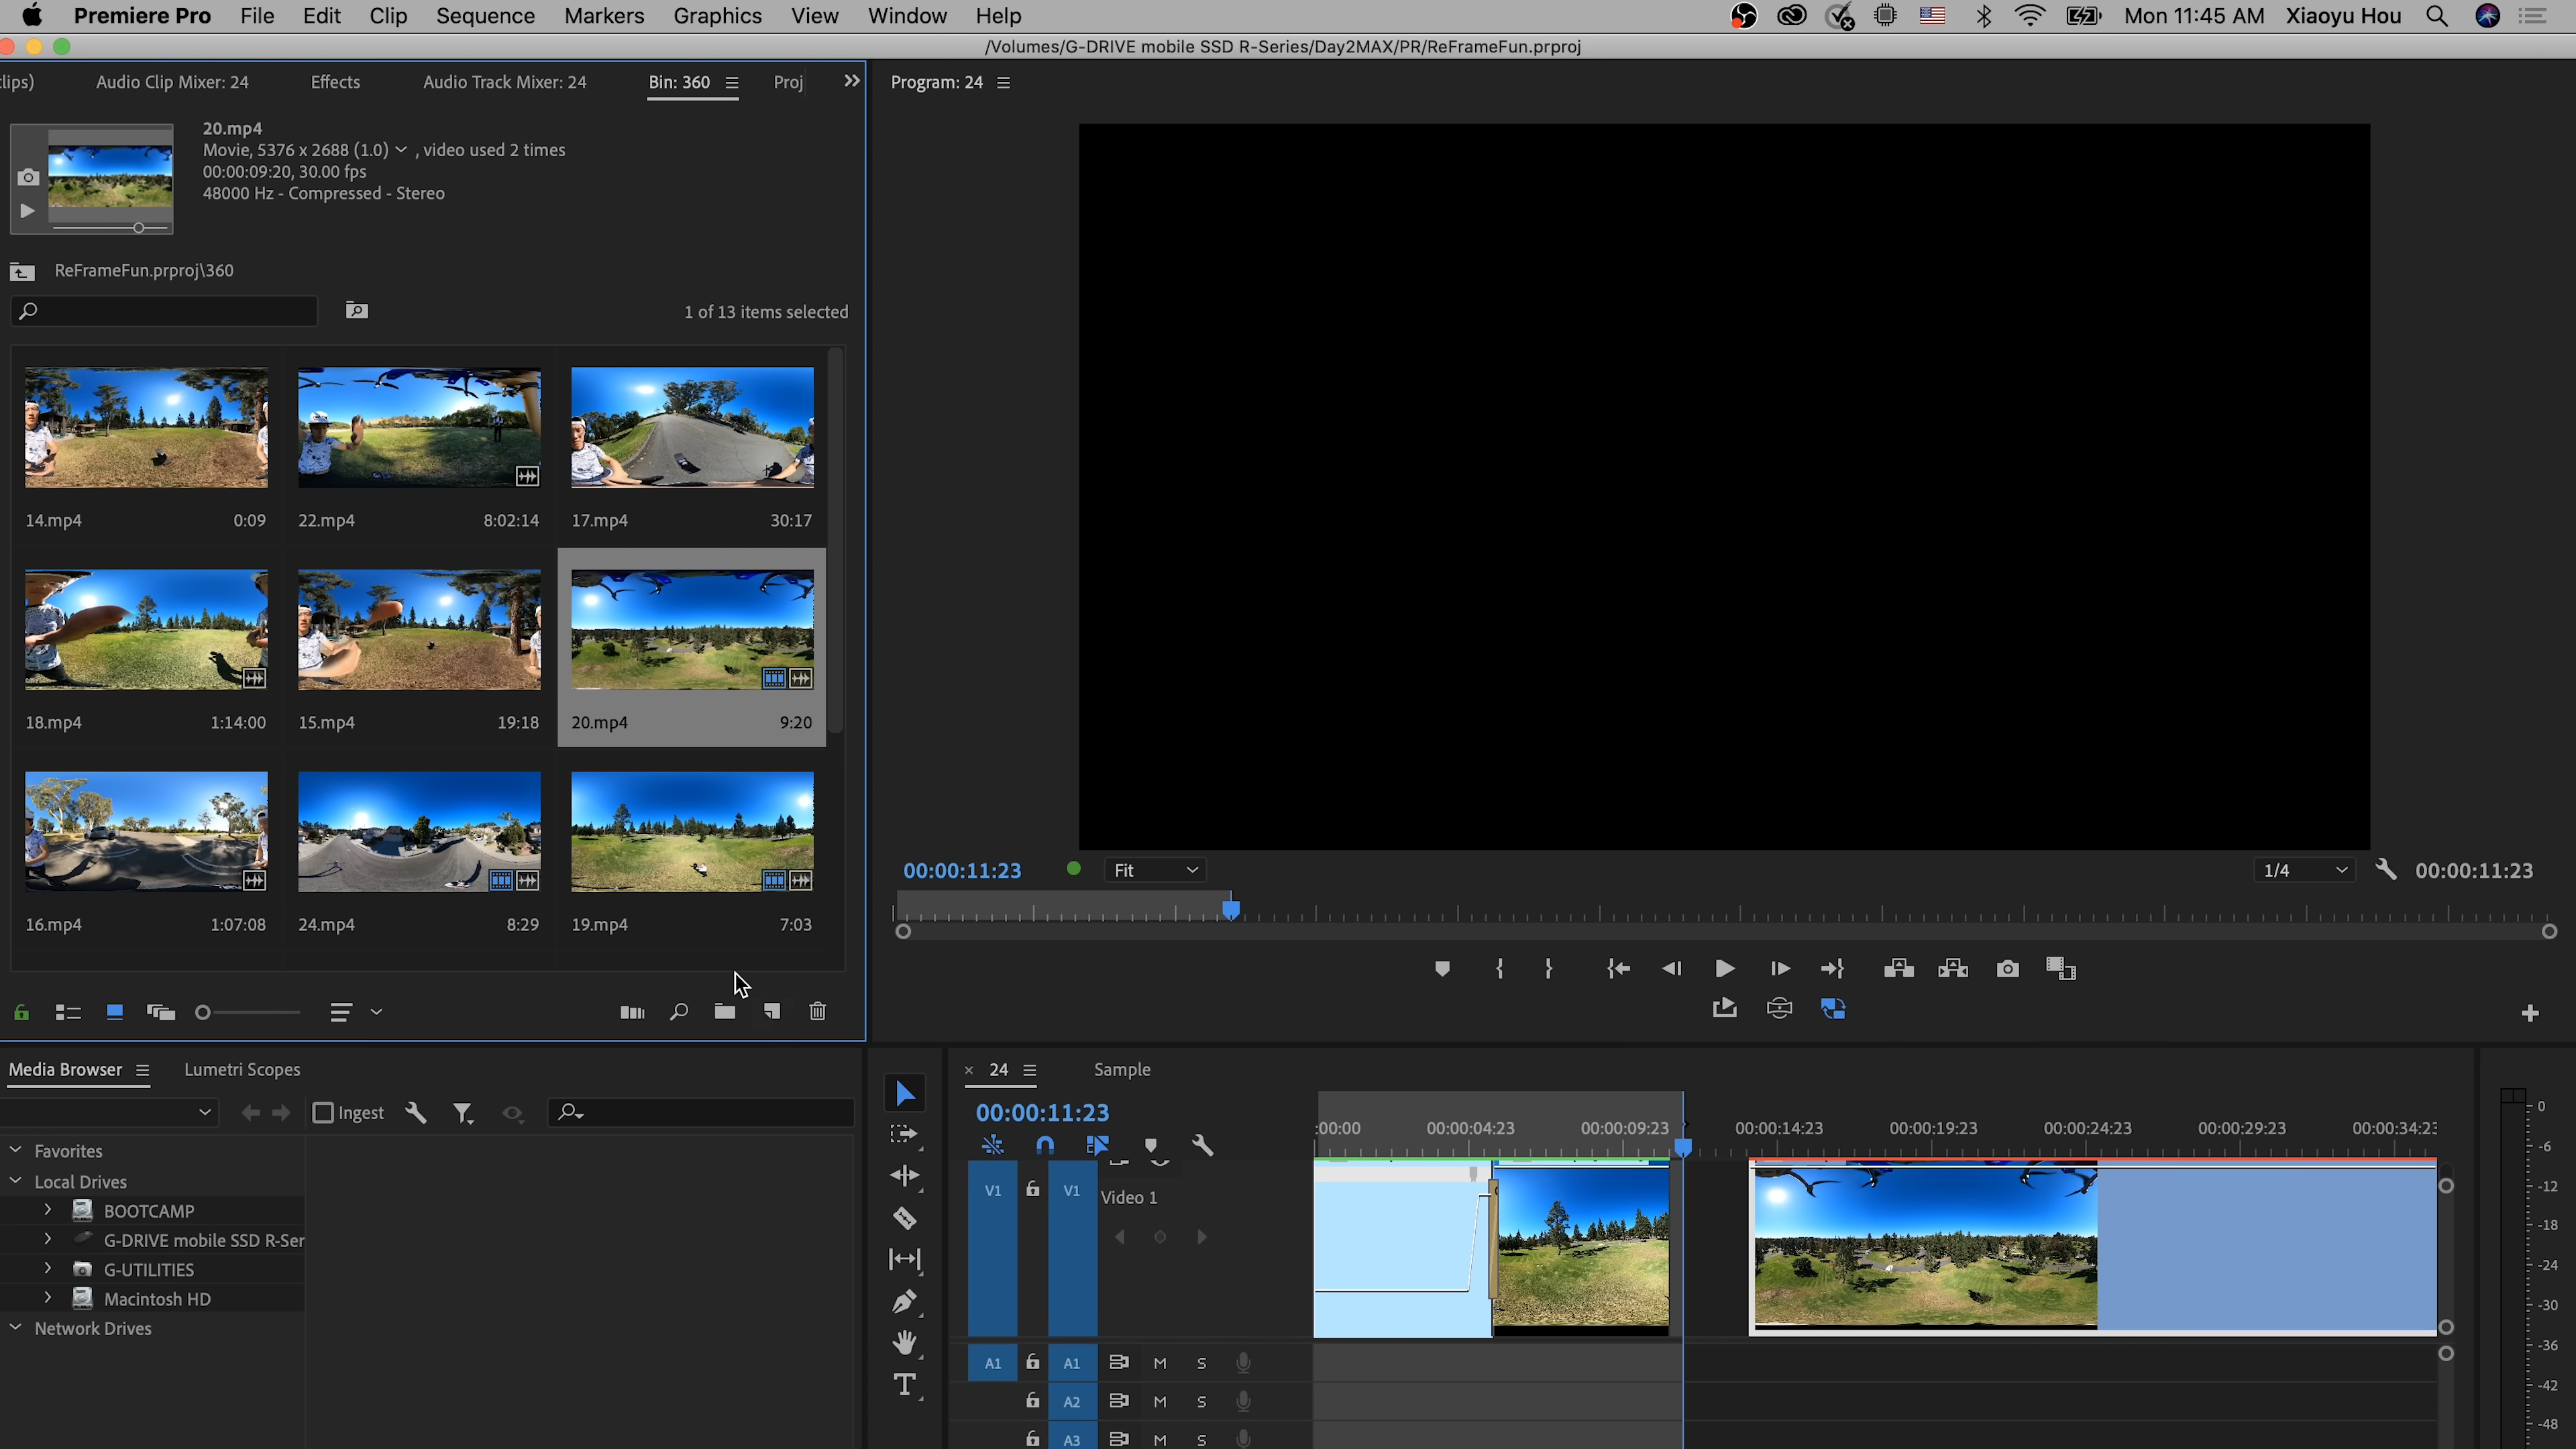 Premiere Pro File Edit Clip Sequence Markers Graphics View Window Help Mon 11:45 AM Xiaoyu Hou
/Volumes/G-DRIVE mobile SSD R-Series/Day2MAX/PR/ReFrameFun.prproj
lips) Audio Clip Mixer: 24 Effects Audio Track Mixer: 24 Bin: 360 Proj
Program: 24
20.mp4
Movie, 5376 x 2688 (1.0) , video used 2 times
00:00:09:20, 30.00 fps
48000 Hz - Compressed - Stereo
ReFrameFun.prproj\360
1 of 13 items selected
14.mp4 0:09
22.mp4 8:02:14
17.mp4 30:17
18.mp4 1:14:00
15.mp4 19:18
20.mp4 9:20
16.mp4 1:07:08
24.mp4 8:29
19.mp4 7:03
00:00:11:23 Fit 1/4 00:00:11:23
Media Browser Lumetri Scopes
Ingest
Favorites
Local Drives
BOOTCAMP
G-DRIVE mobile SSD R-Ser
G-UTILITIES
Macintosh HD
Network Drives
× 24 Sample
00:00:11:23
:00:00 00:00:04:23 00:00:09:23 00:00:14:23 00:00:19:23 00:00:24:23 00:00:29:23 00:00:34:23
V1 V1 Video 1
A1 A1 M S
A2 M S
A3 M S
0
-6
-12
-18
-24
-30
-36
-42
-48